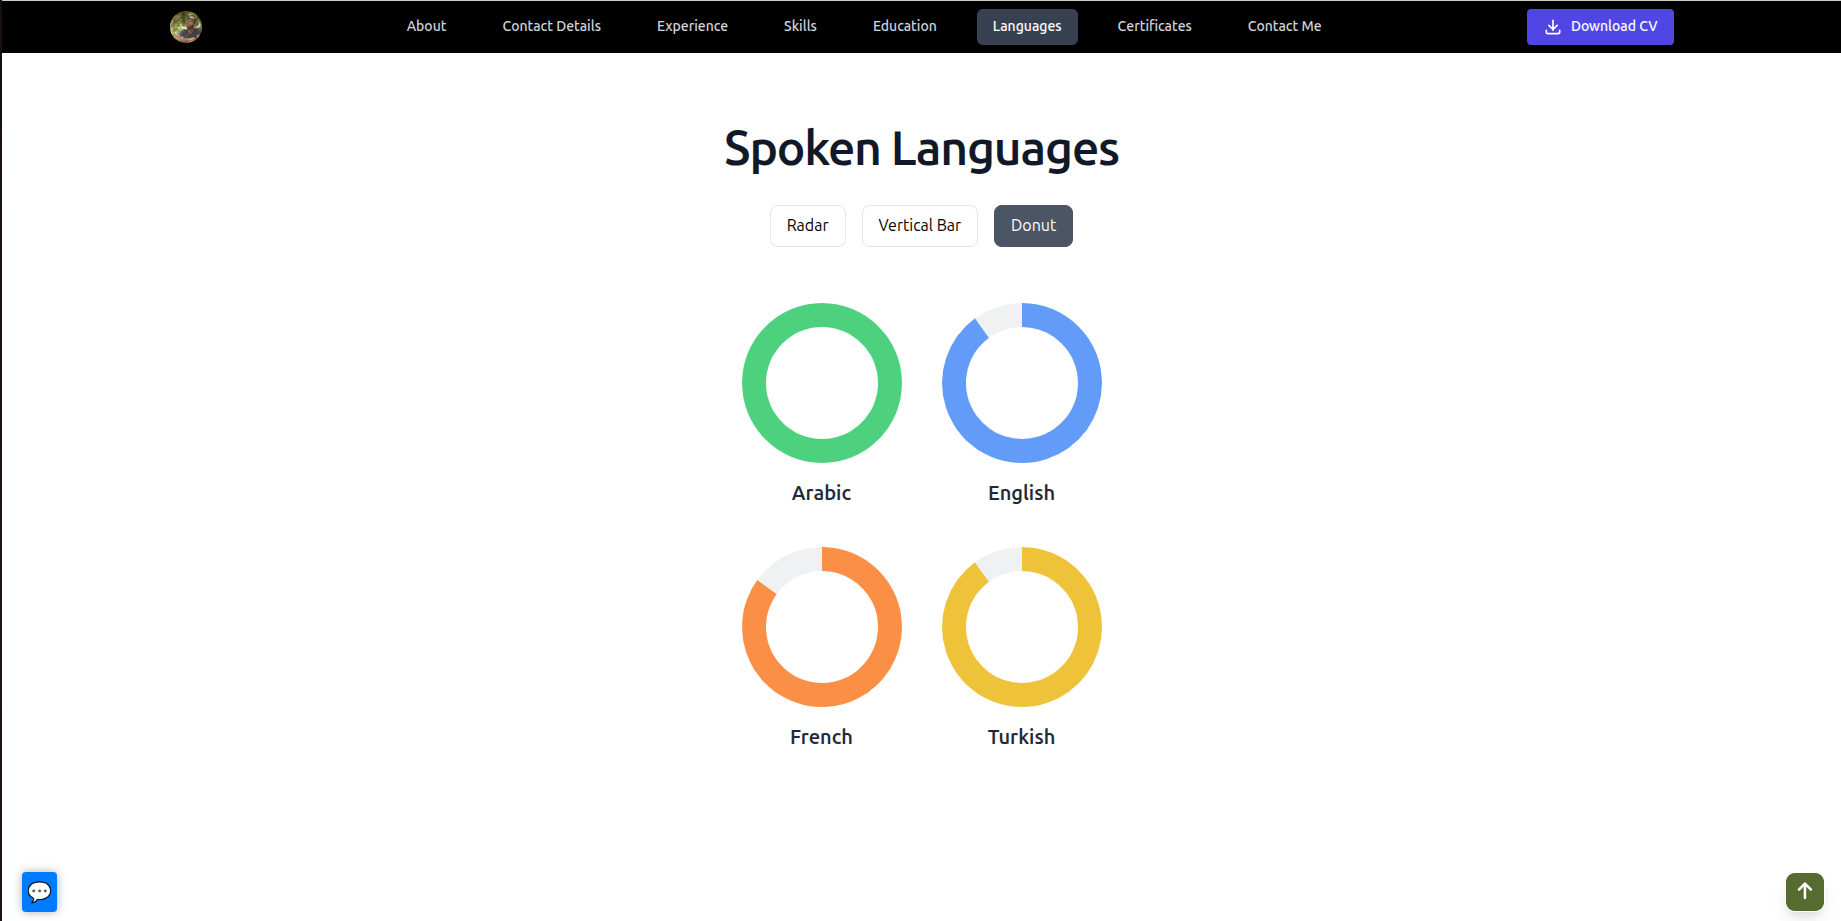 About Contact Details Experience Skills Education Languages Certificates Contact Me Download CV
Spoken Languages
Radar Vertical Bar Donut
Arabic English
French Turkish